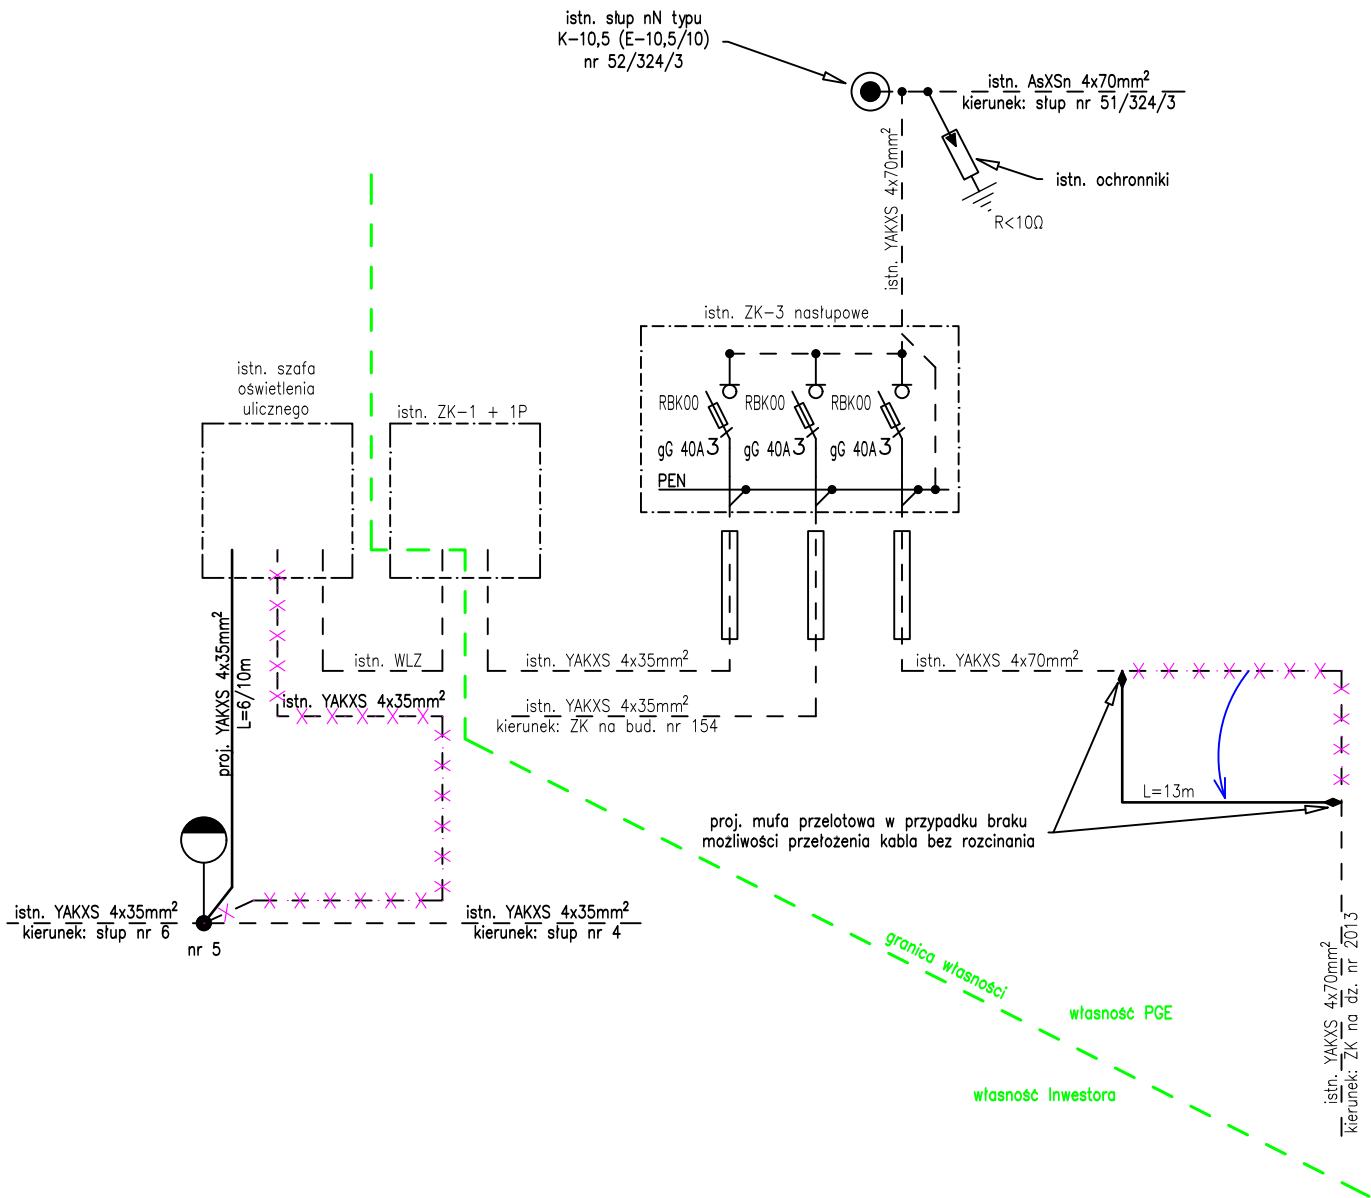 istn. słup nN typu
K-10,5 (E-10,5/10)
nr 52/324/3
istn. AsXSn 4x70mm²
kierunek: słup nr 51/324/3
istn. YAKXS 4x70mm²
istn. ochronniki
R<10Ω
istn. ZK-3 nasłupowe
RBK00
RBK00
RBK00
gG 40A 3
gG 40A 3
gG 40A 3
PEN
istn. szafa
oświetlenia
ulicznego
istn. ZK-1 + 1P
proj. YAKXS 4x35mm²
L=6/10m
istn. WLZ
istn. YAKXS 4x35mm²
istn. YAKXS 4x70mm²
istn. YAKXS 4x35mm²
istn. YAKXS 4x35mm²
kierunek: ZK na bud. nr 154
L=13m
proj. mufa przelotowa w przypadku braku
możliwości przełożenia kabla bez rozcinania
istn. YAKXS 4x35mm²
kierunek: słup nr 6
nr 5
istn. YAKXS 4x35mm²
kierunek: słup nr 4
granica własności
własność PGE
własność Inwestora
istn. YAKXS 4x70mm²
kierunek: ZK na dz. nr 2013